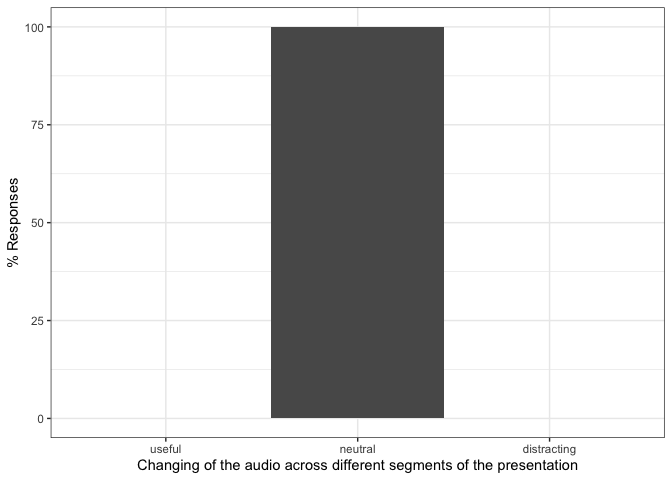 100
75
50
25
0
% Responses
useful neutral distracting
Changing of the audio across different segments of the presentation